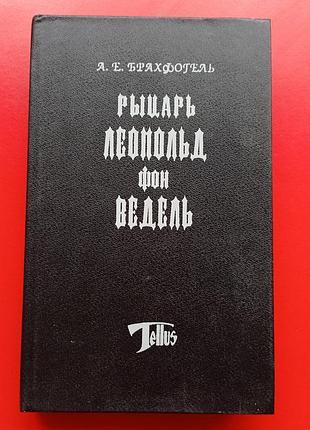 А. Е. БРАХФОГЕЛЬ
РЫЦАРЬ
ЛЕОПОЛЬД
ФОН
ВЕДЕЛЬ
Tellus